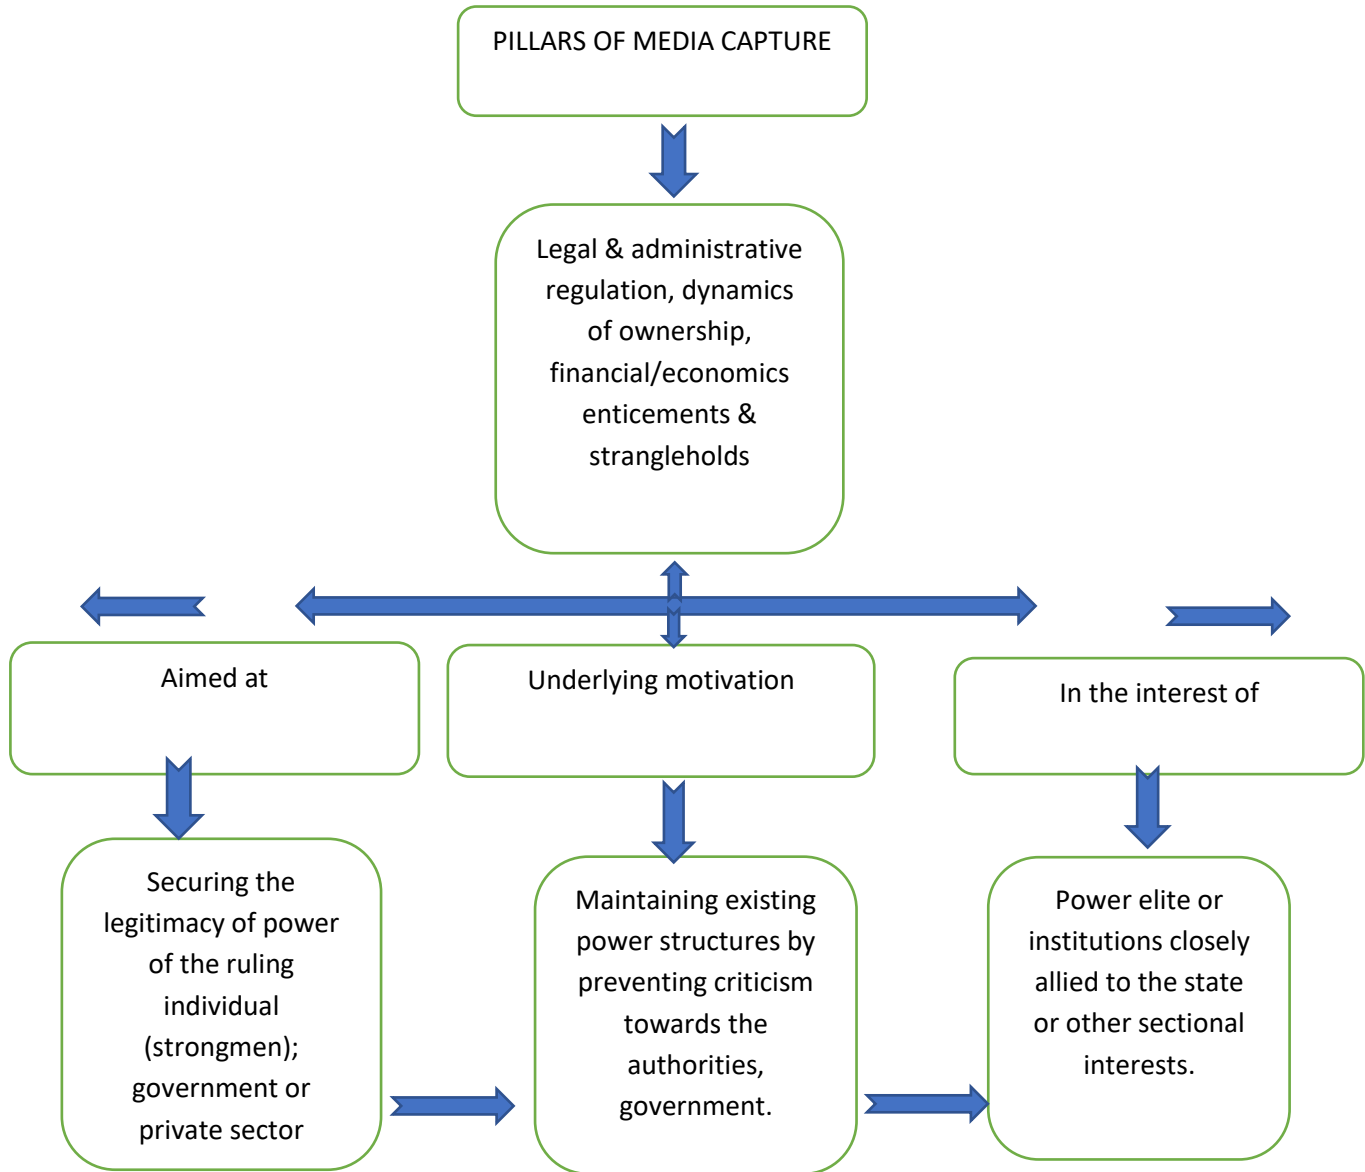 PILLARS OF MEDIA CAPTURE
Legal & administrative
regulation, dynamics
of ownership,
financial/economics
enticements &
strangleholds
Aimed at
Underlying motivation
In the interest of
Securing the
legitimacy of power
of the ruling
individual
(strongmen);
government or
private sector
Maintaining existing
power structures by
preventing criticism
towards the
authorities,
government.
Power elite or
institutions closely
allied to the state
or other sectional
interests.